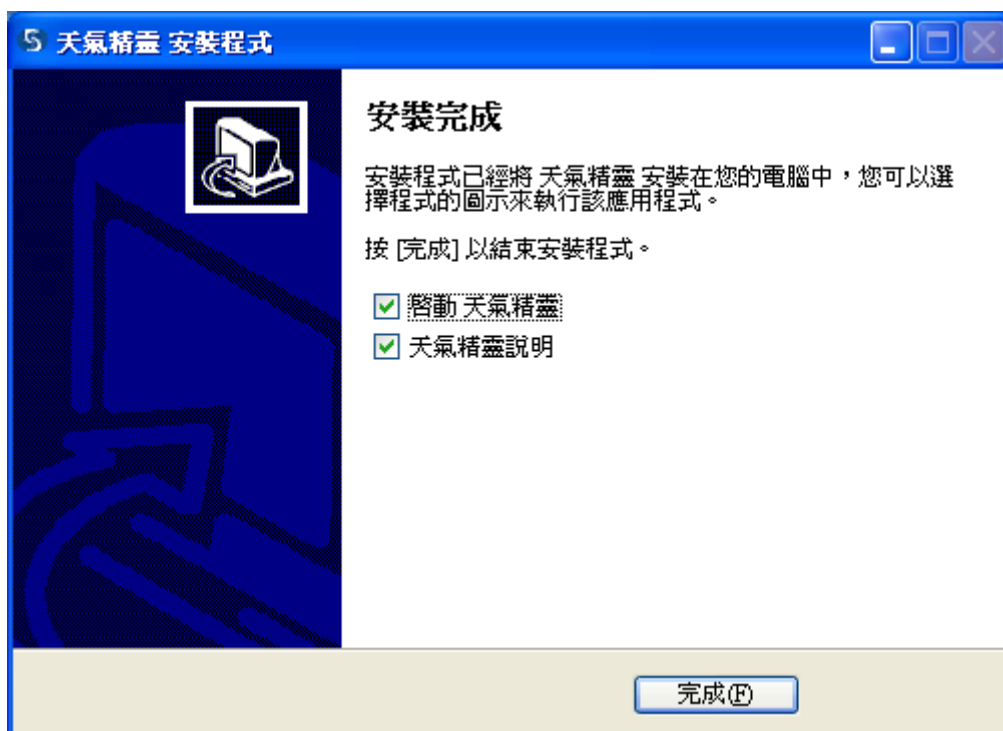 天氣精靈 安裝程式
安裝完成
安裝程式已經將 天氣精靈 安裝在您的電腦中，您可以選
擇程式的圖示來執行該應用程式。
按 [完成] 以結束安裝程式。
啟動 天氣精靈
天氣精靈說明
完成(F)